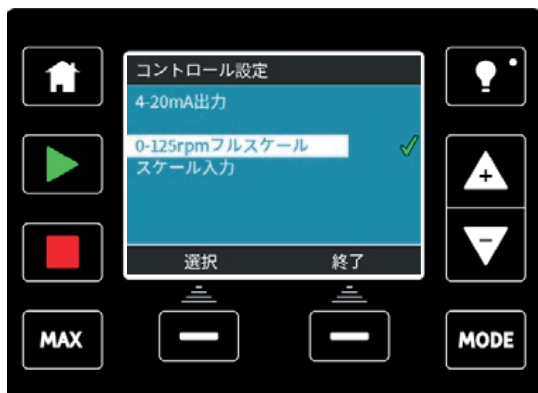 コントロール設定
4-20mA出力
0-125rpmフルスケール
スケール入力
選択 終了
MAX
MODE